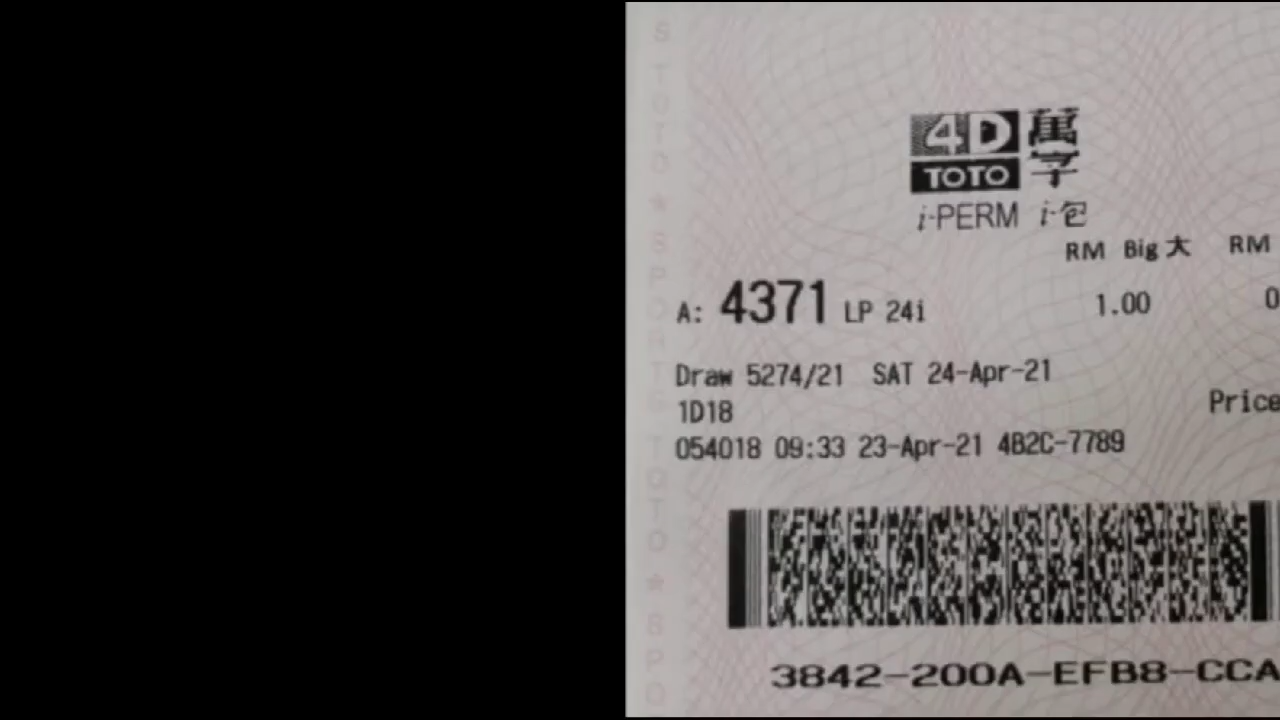 4D 萬
TOTO 字
i-PERM i-包
RM Big 大 RM
A: 4371 LP 24i 1.00 0
Draw 5274/21 SAT 24-Apr-21
1D18 Price
054018 09:33 23-Apr-21 4B2C-7789
3842-200A-EFB8-CCA